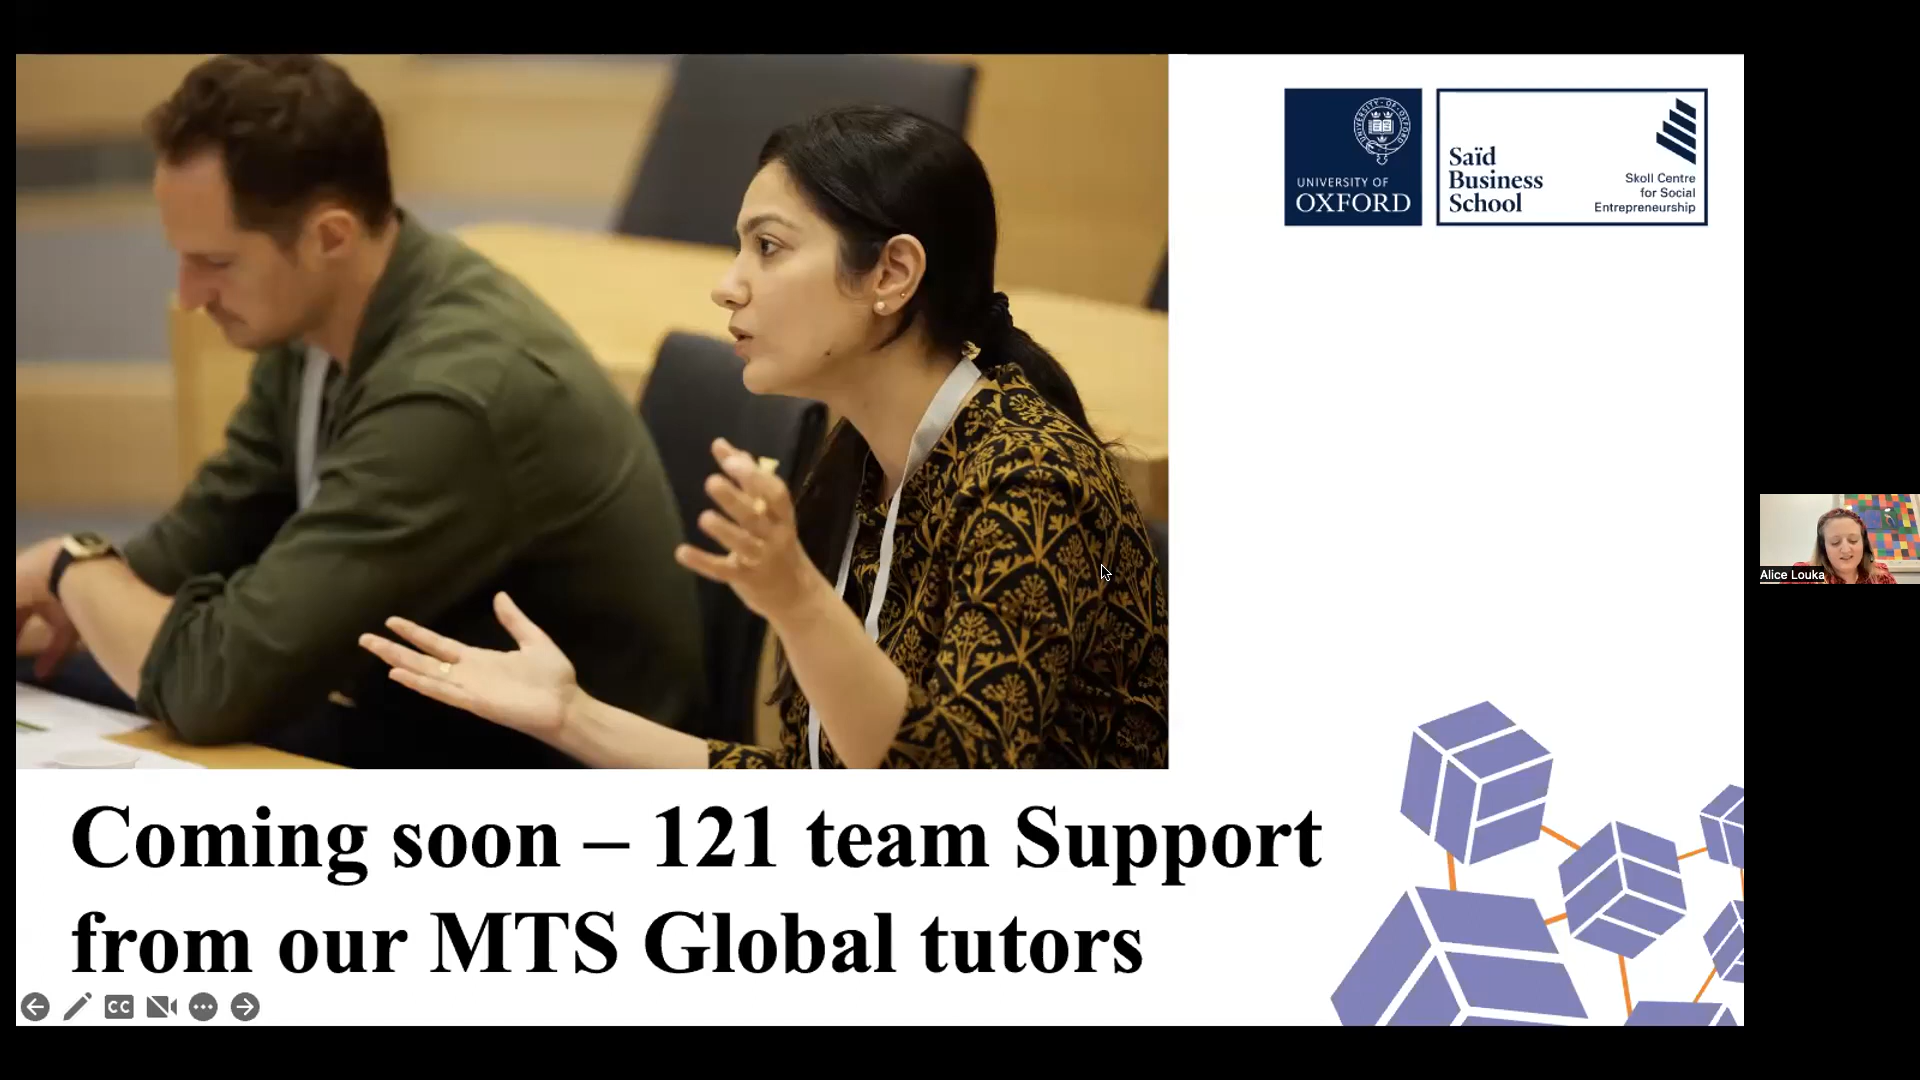 UNIVERSITY OF
OXFORD
Saïd
Business
School
Skoll Centre
for Social
Entrepreneurship
Alice Louka
Coming soon – 121 team Support
from our MTS Global tutors
CC